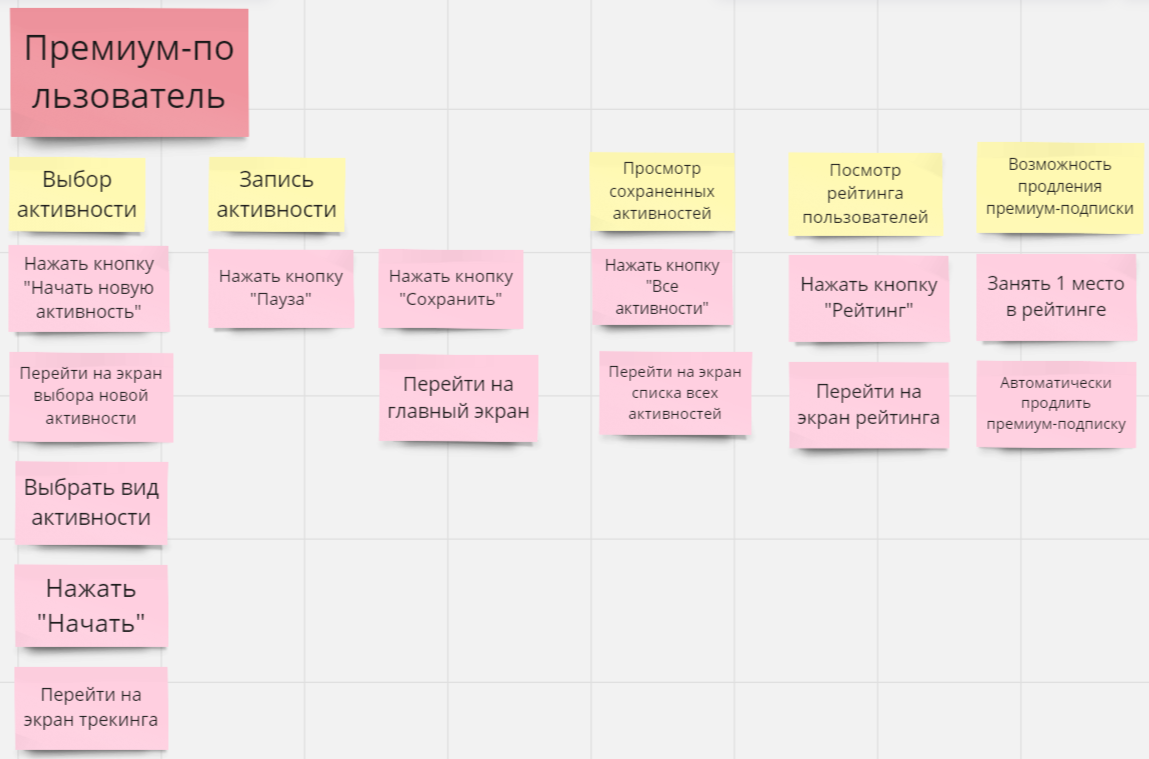 Премиум-по
льзователь
Выбор
активности
Запись
активности
Просмотр
сохраненных
активностей
Посмотр
рейтинга
пользователей
Возможность
продления
премиум-подписки
Нажать кнопку
"Начать новую
активность"
Нажать кнопку
"Пауза"
Нажать кнопку
"Сохранить"
Нажать кнопку
"Все
активности"
Нажать кнопку
"Рейтинг"
Занять 1 место
в рейтинге
Перейти на экран
выбора новой
активности
Перейти на
главный экран
Перейти на экран
списка всех
активностей
Перейти на
экран рейтинга
Автоматически
продлить
премиум-подписку
Выбрать вид
активности
Нажать
"Начать"
Перейти на
экран трекинга